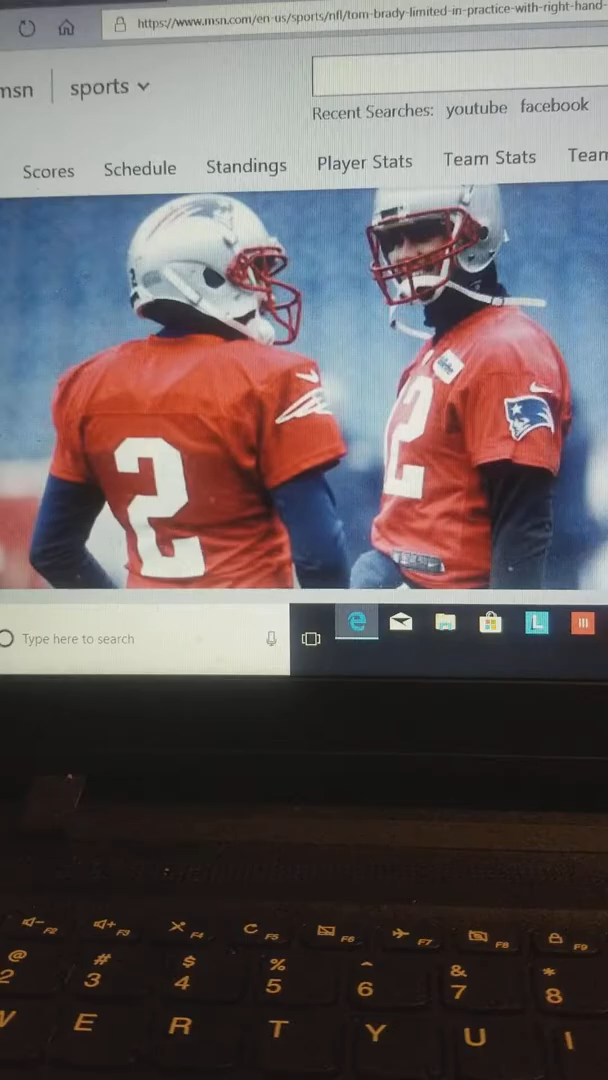 https://www.msn.com/en-us/sports/nfl/tom-brady-limited-in-practice-with-right-hand-
msn sports
Recent Searches: youtube facebook
Scores Schedule Standings Player Stats Team Stats Team
2 12
Type here to search
L
F2 F3 F4 F5 F6 F7 F8 F9
@ # $ % ^ & *
2 3 4 5 6 7 8
W E R T Y U I